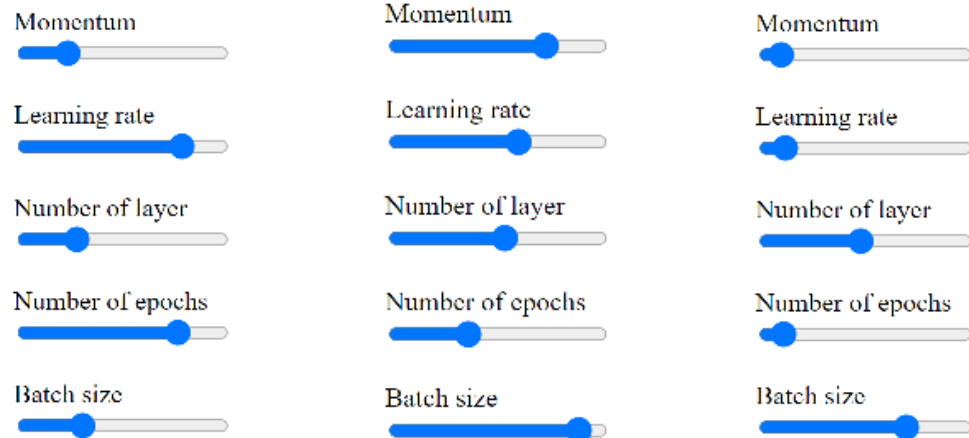 Momentum
Learning rate
Number of layer
Number of epochs
Batch size
Momentum
Learning rate
Number of layer
Number of epochs
Batch size
Momentum
Learning rate
Number of layer
Number of epochs
Batch size